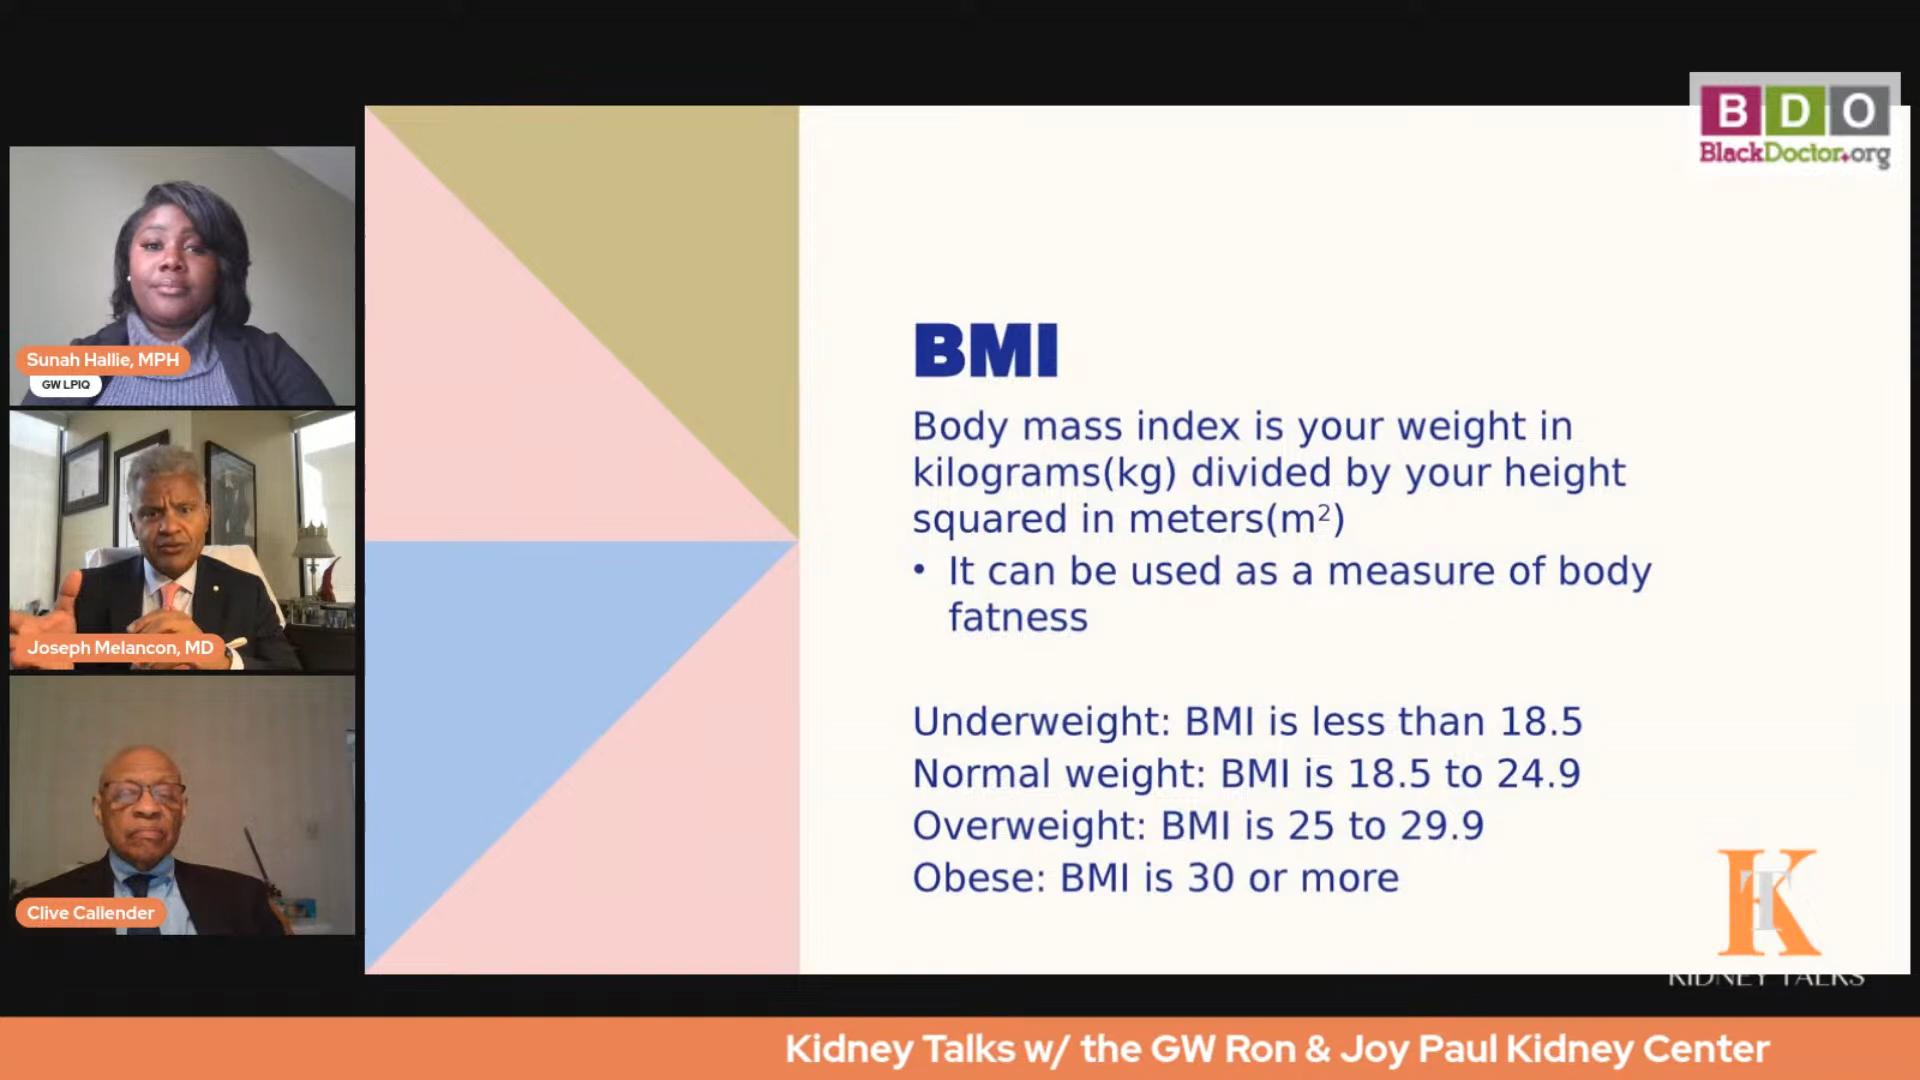 B D O
BlackDoctor.org
Sunah Hallie, MPH
GW LPIQ
Joseph Melancon, MD
Clive Callender
BMI
Body mass index is your weight in
kilograms(kg) divided by your height
squared in meters(m²)
• It can be used as a measure of body
fatness
Underweight: BMI is less than 18.5
Normal weight: BMI is 18.5 to 24.9
Overweight: BMI is 25 to 29.9
Obese: BMI is 30 or more
KT
KIDNEY TALKS
Kidney Talks w/ the GW Ron & Joy Paul Kidney Center